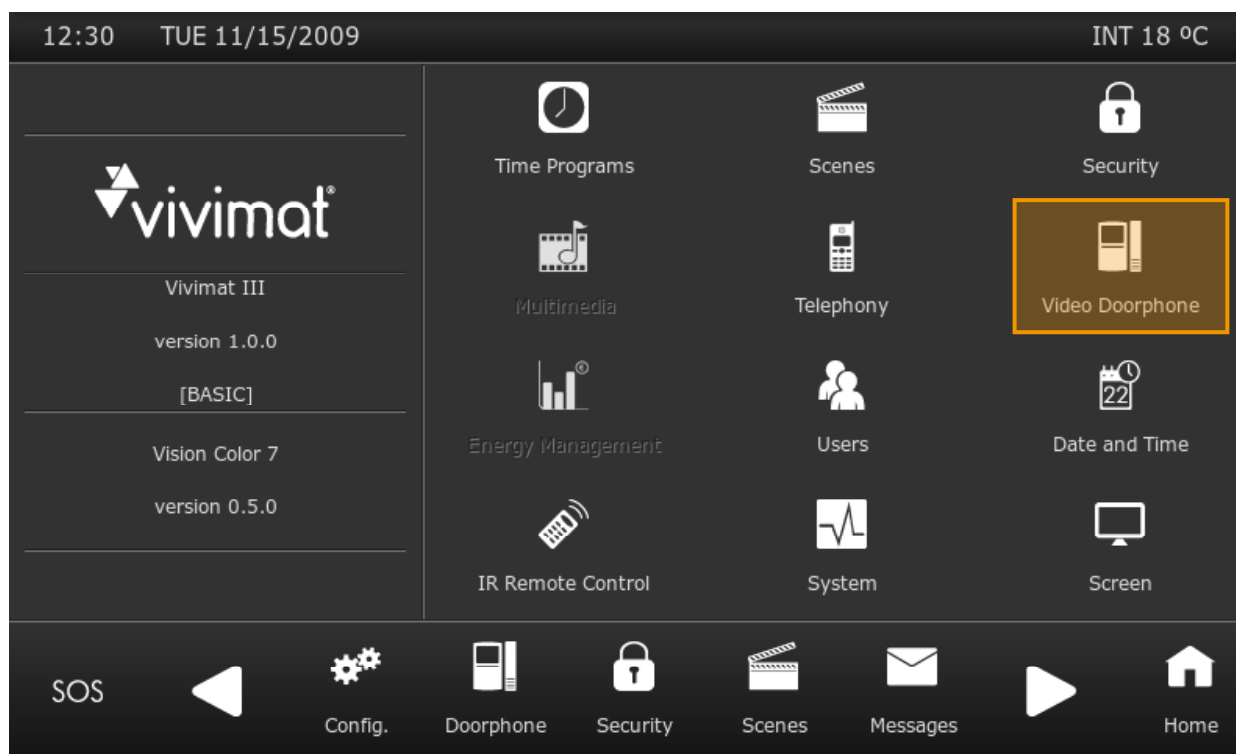 12:30 TUE 11/15/2009 INT 18 ºC
vivimat®
Vivimat III
version 1.0.0
[BASIC]
Vision Color 7
version 0.5.0
Time Programs Scenes Security
Multimedia Telephony Video Doorphone
Energy Management Users Date and Time
22
IR Remote Control System Screen
SOS Config. Doorphone Security Scenes Messages Home